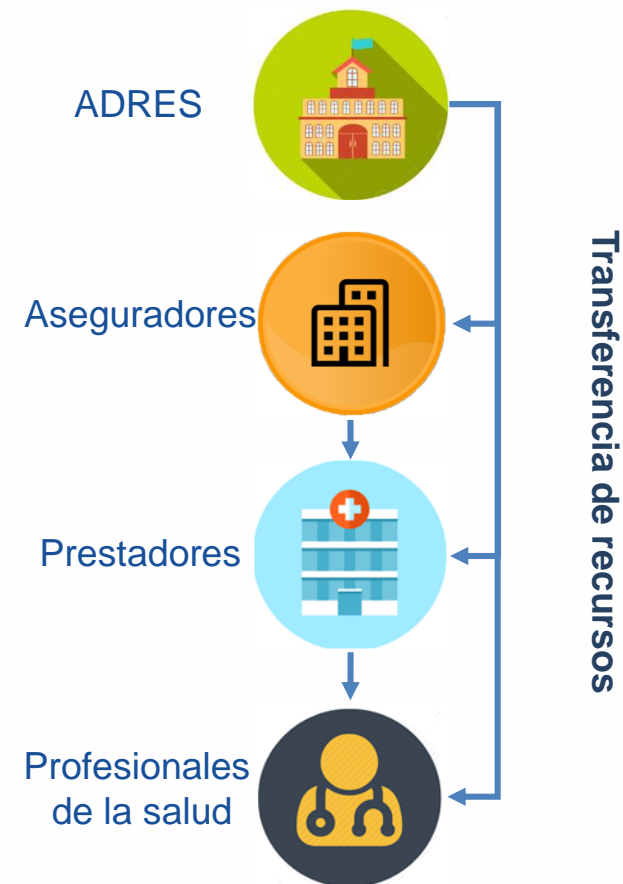 ADRES
Aseguradores
Prestadores
Profesionales
de la salud
Transferencia de recursos